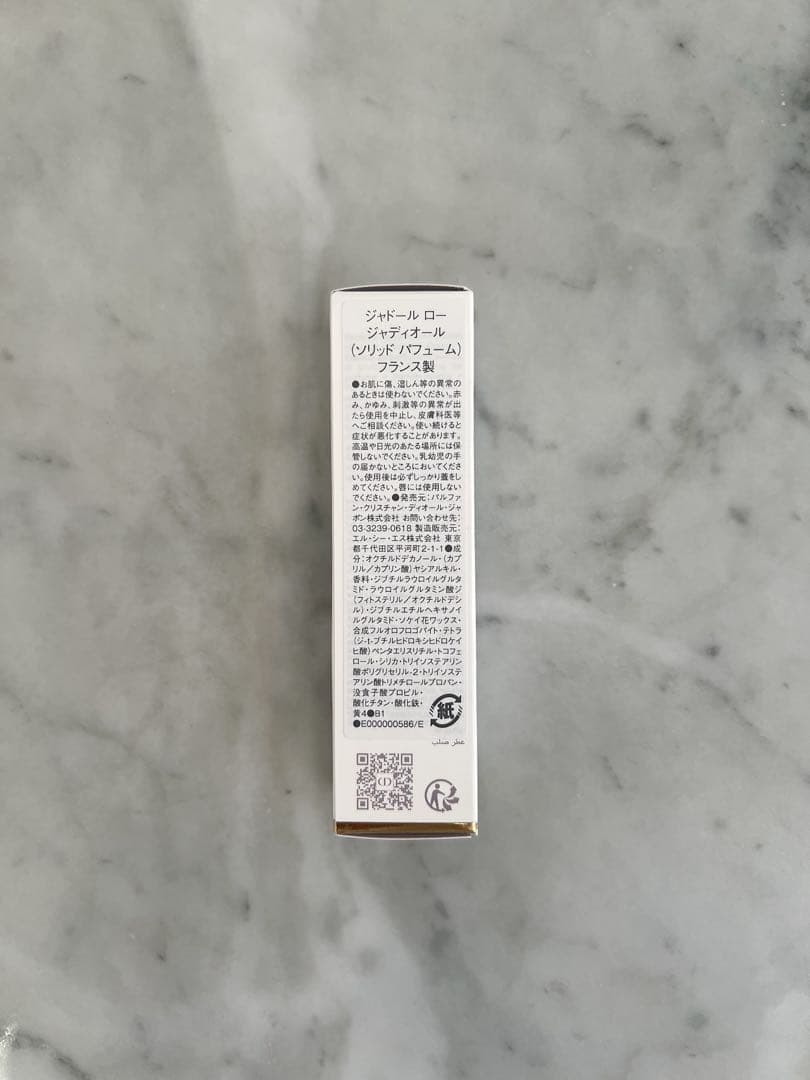 ジャドール ロー
ジャディオール
(ソリッド パフューム)
フランス製
●お肌に傷、湿しん等の異常の
あるときは使わないでください。赤
み、かゆみ、刺激等の異常が出
たら使用を中止し、皮膚科医等
へご相談ください。使い続けると
症状が悪化することがあります。
高温や日光のあたる場所には保
管しないでください。乳幼児の手
の届かないところにおいてくださ
い。使用後は必ずしっかり蓋をし
めてください。唇には使用しない
でください。●発売元:パルファ
ン・クリスチャン・ディオール・ジャ
ポン株式会社 お問い合わせ先:
03-3239-0618 製造販売元:
エル・シー・エス株式会社 東京
都千代田区平河町2-1-1●成
分:オクチルドデカノール・(カプ
リル/カプリン酸)ヤシアルキル・
香料・ジブチルラウロイルグルタ
ミド・ラウロイルグルタミン酸ジ
(フィトステリル/オクチルドデシ
ル)・ジブチルエチルヘキサノイ
ルグルタミド・ソケイ花ワックス・
合成フルオロフロゴパイト・テトラ
(ジ-t-ブチルヒドロキシヒドロケイ
ヒ酸)ペンタエリスリチル・トコフェ
ロール・シリカ・トリイソステアリン
酸ポリグリセリル-2・トリイソステ
アリン酸トリメチロールプロパン・
没食子酸プロピル・
酸化チタン・酸化鉄・
黄4●B1
●E000000586/E
紙
عطر صلب
CD